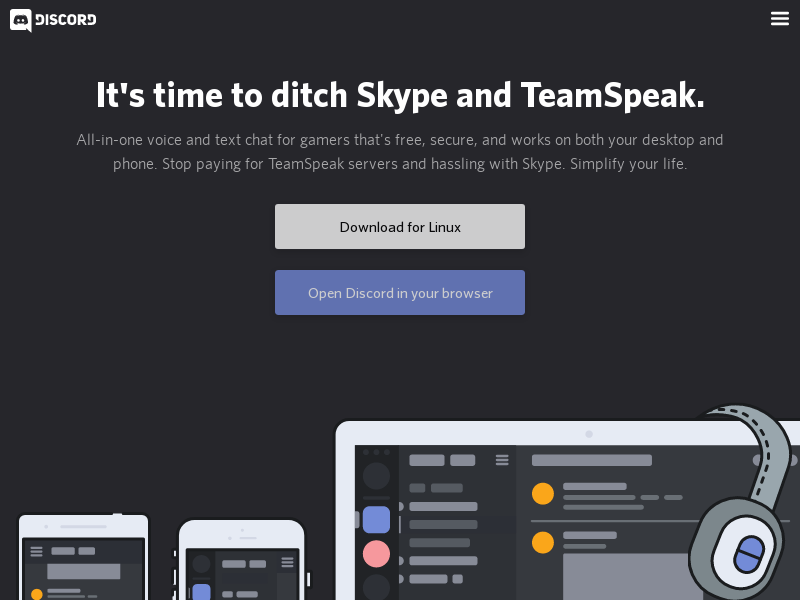 DISCORD
It's time to ditch Skype and TeamSpeak.
All-in-one voice and text chat for gamers that's free, secure, and works on both your desktop and
phone. Stop paying for TeamSpeak servers and hassling with Skype. Simplify your life.
Download for Linux
Open Discord in your browser